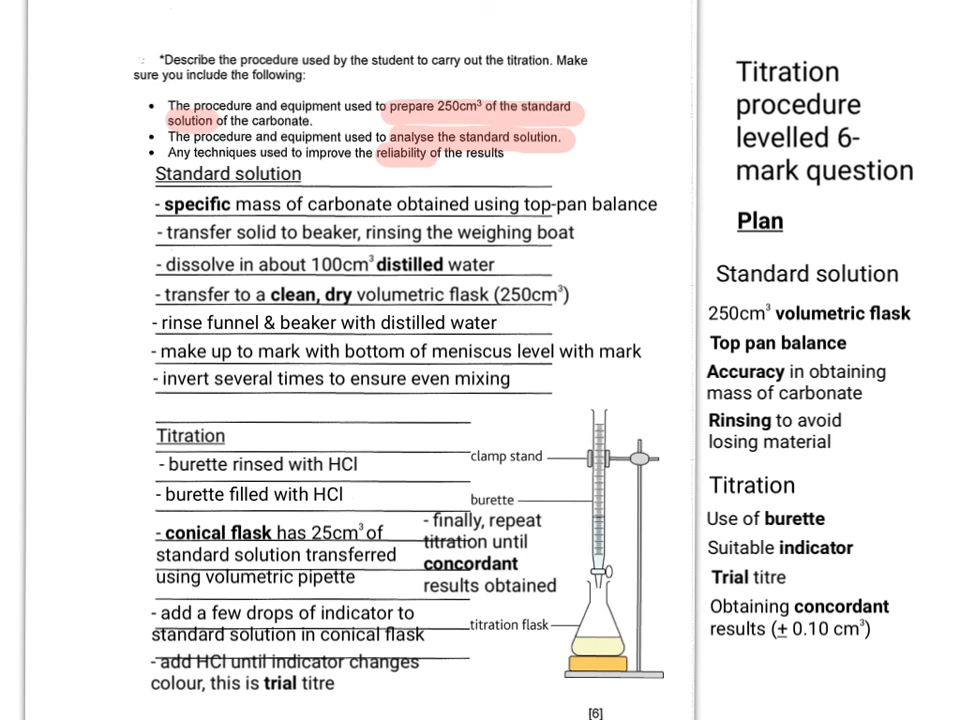 *Describe the procedure used by the student to carry out the titration. Make
sure you include the following:
• The procedure and equipment used to prepare 250cm³ of the standard
solution of the carbonate.
• The procedure and equipment used to analyse the standard solution.
• Any techniques used to improve the reliability of the results
Standard solution
- specific mass of carbonate obtained using top-pan balance
- transfer solid to beaker, rinsing the weighing boat
- dissolve in about 100cm³ distilled water
- transfer to a clean, dry volumetric flask (250cm³)
- rinse funnel & beaker with distilled water
- make up to mark with bottom of meniscus level with mark
- invert several times to ensure even mixing
Titration
- burette rinsed with HCl
- burette filled with HCl
- conical flask has 25cm³ of
standard solution transferred
using volumetric pipette
- add a few drops of indicator to
standard solution in conical flask
- add HCl until indicator changes
colour, this is trial titre
- finally, repeat
titration until
concordant
results obtained
clamp stand
burette
titration flask
[6]
Titration
procedure
levelled 6-
mark question
Plan
Standard solution
250cm³ volumetric flask
Top pan balance
Accuracy in obtaining
mass of carbonate
Rinsing to avoid
losing material
Titration
Use of burette
Suitable indicator
Trial titre
Obtaining concordant
results (± 0.10 cm³)